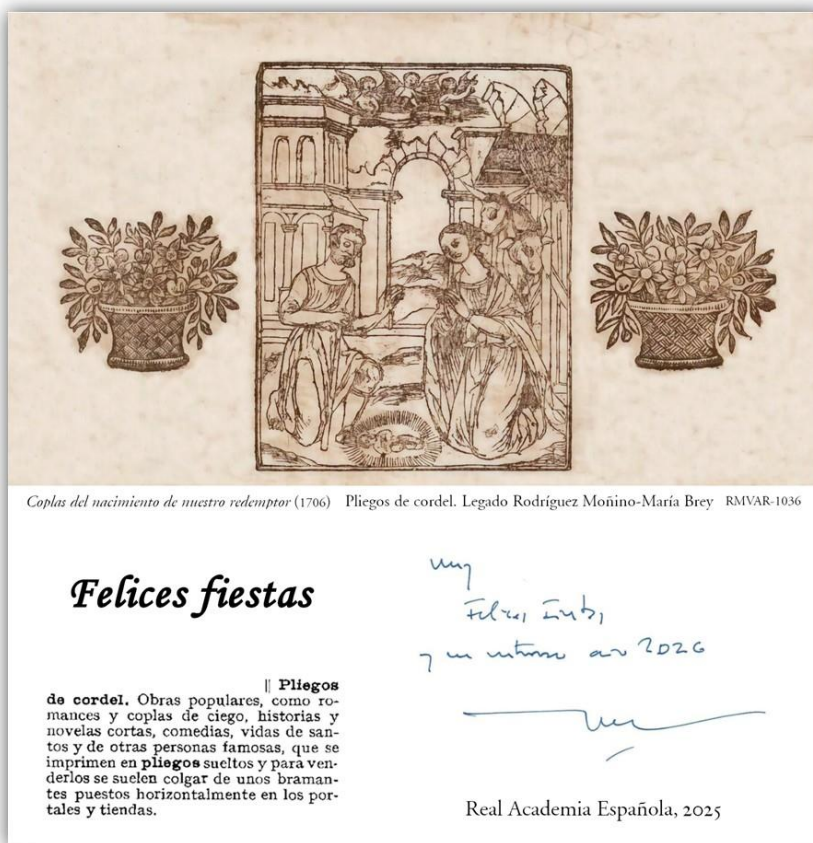 Coplas del nacimiento de nuestro redemptor (1706) Pliegos de cordel. Legado Rodríguez Moñino-María Brey RMVAR-1036
Felices fiestas
|| Pliegos
de cordel. Obras populares, como ro-
mances y coplas de ciego, historias y
novelas cortas, comedias, vidas de san-
tos y de otras personas famosas, que se
imprimen en pliegos sueltos y para ven-
derlos se suelen colgar de unos braman-
tes puestos horizontalmente en los por-
tales y tiendas.
Muy
Felices Fiestas,
y un año 2026
Real Academia Española, 2025